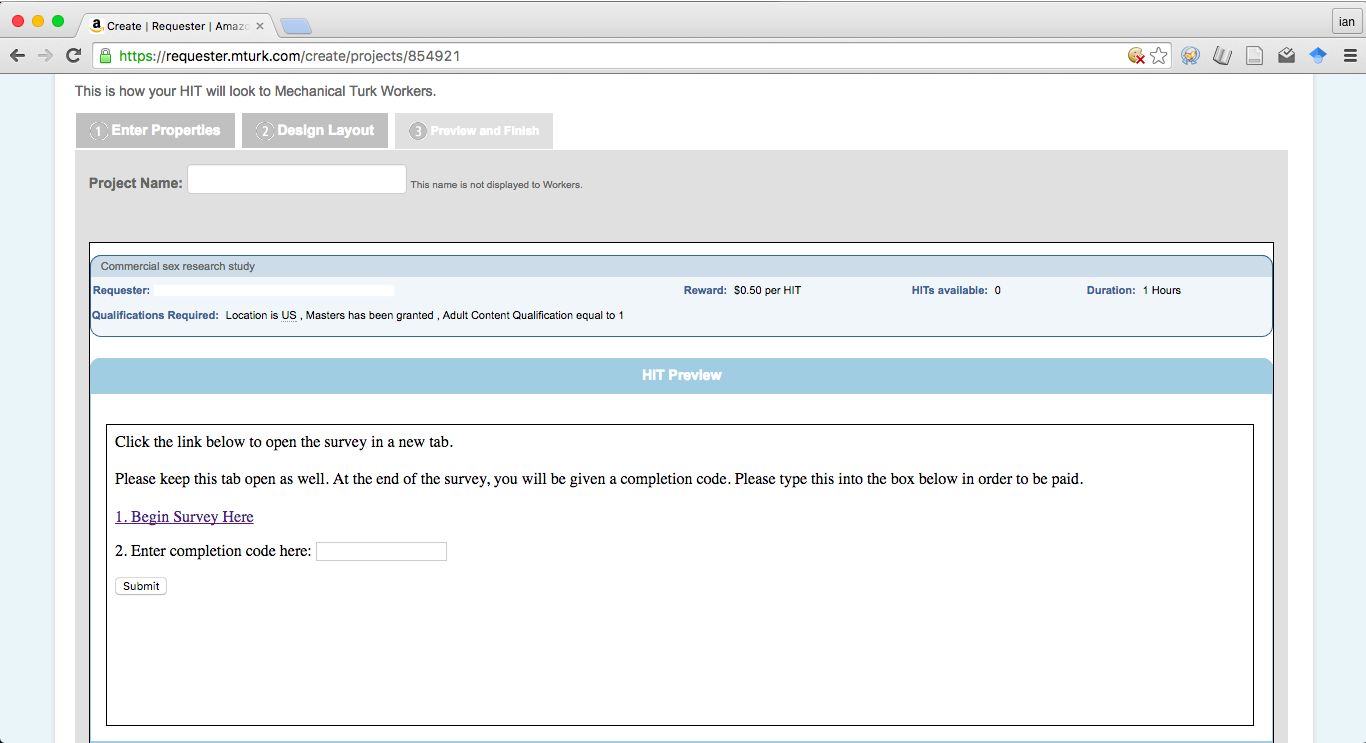 Create | Requester | Amaz
ian
https://requester.mturk.com/create/projects/854921
This is how your HIT will look to Mechanical Turk Workers.
1 Enter Properties 2 Design Layout 3 Preview and Finish
Project Name: This name is not displayed to Workers.
Commercial sex research study
Requester: Reward: $0.50 per HIT HITs available: 0 Duration: 1 Hours
Qualifications Required: Location is US , Masters has been granted , Adult Content Qualification equal to 1
HIT Preview
Click the link below to open the survey in a new tab.
Please keep this tab open as well. At the end of the survey, you will be given a completion code. Please type this into the box below in order to be paid.
1. Begin Survey Here
2. Enter completion code here:
Submit